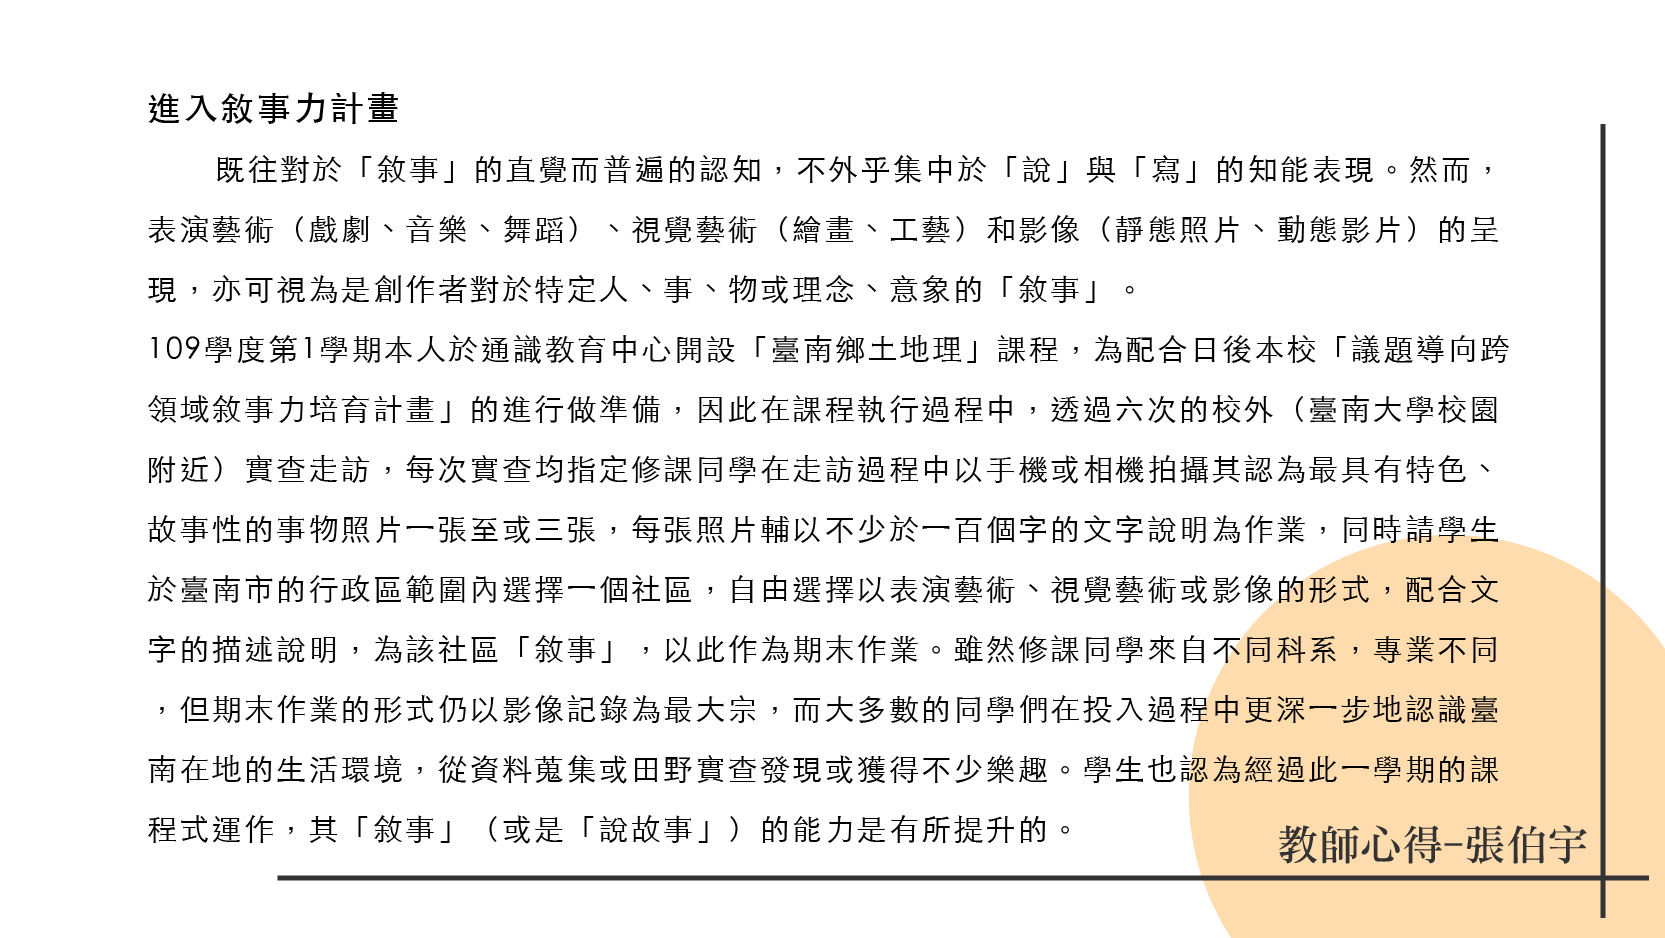 進入敘事力計畫
既往對於「敘事」的直覺而普遍的認知，不外乎集中於「說」與「寫」的知能表現。然而，
表演藝術（戲劇、音樂、舞蹈）、視覺藝術（繪畫、工藝）和影像（靜態照片、動態影片）的呈
現，亦可視為是創作者對於特定人、事、物或理念、意象的「敘事」。
109學度第1學期本人於通識教育中心開設「臺南鄉土地理」課程，為配合日後本校「議題導向跨
領域敘事力培育計畫」的進行做準備，因此在課程執行過程中，透過六次的校外（臺南大學校園
附近）實查走訪，每次實查均指定修課同學在走訪過程中以手機或相機拍攝其認為最具有特色、
故事性的事物照片一張至或三張，每張照片輔以不少於一百個字的文字說明為作業，同時請學生
於臺南市的行政區範圍內選擇一個社區，自由選擇以表演藝術、視覺藝術或影像的形式，配合文
字的描述說明，為該社區「敘事」，以此作為期末作業。雖然修課同學來自不同科系，專業不同
，但期末作業的形式仍以影像記錄為最大宗，而大多數的同學們在投入過程中更深一步地認識臺
南在地的生活環境，從資料蒐集或田野實查發現或獲得不少樂趣。學生也認為經過此一學期的課
程式運作，其「敘事」（或是「說故事」）的能力是有所提升的。
教師心得–張伯宇